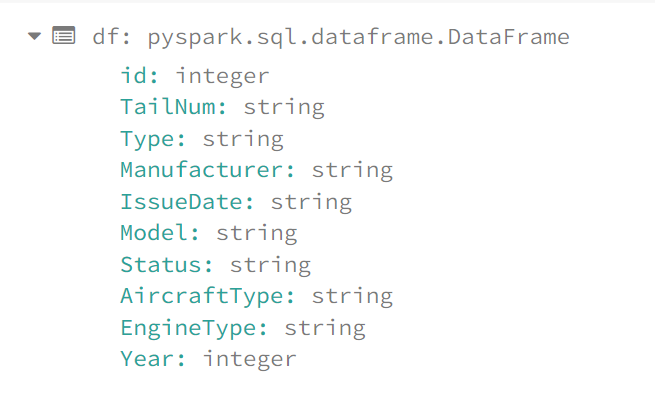 df: pyspark.sql.dataframe.DataFrame
id: integer
TailNum: string
Type: string
Manufacturer: string
IssueDate: string
Model: string
Status: string
AircraftType: string
EngineType: string
Year: integer